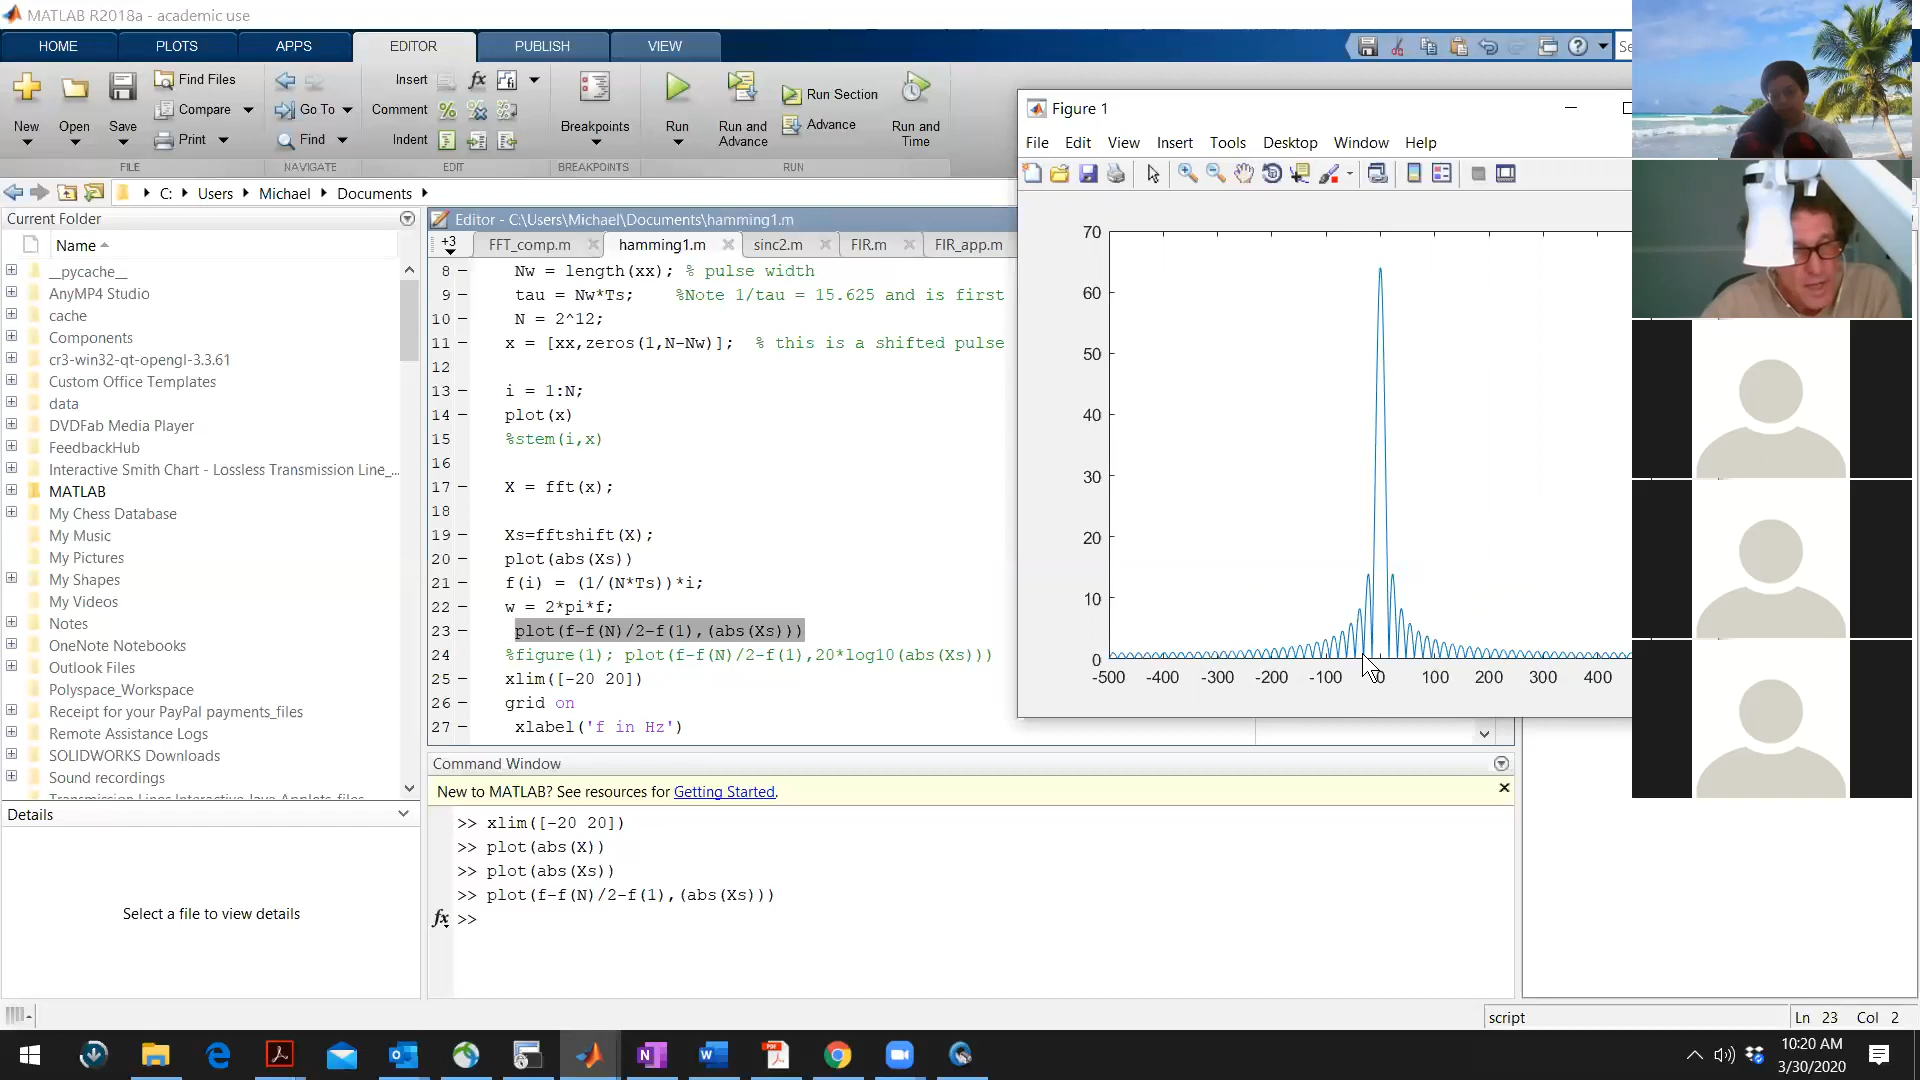 MATLAB R2018a - academic use
HOME PLOTS APPS EDITOR PUBLISH VIEW
Se
New Open Save
Find Files
Compare
Print
Go To
Find
Insert
Comment
Indent
Breakpoints
Run
Run and Advance
Run Section
Advance
Run and Time
FILE NAVIGATE EDIT BREAKPOINTS RUN
C: Users Michael Documents
Current Folder
Name
__pycache__
AnyMP4 Studio
cache
Components
cr3-win32-qt-opengl-3.3.61
Custom Office Templates
data
DVDFab Media Player
FeedbackHub
Interactive Smith Chart - Lossless Transmission Line_...
MATLAB
My Chess Database
My Music
My Pictures
My Shapes
My Videos
Notes
OneNote Notebooks
Outlook Files
Polyspace_Workspace
Receipt for your PayPal payments_files
Remote Assistance Logs
SOLIDWORKS Downloads
Sound recordings
Details
Select a file to view details
Editor - C:\Users\Michael\Documents\hamming1.m
+3 FFT_comp.m hamming1.m sinc2.m FIR.m FIR_app.m
8 - Nw = length(xx); % pulse width
9 - tau = Nw*Ts; %Note 1/tau = 15.625 and is first
10 - N = 2^12;
11 - x = [xx,zeros(1,N-Nw)]; % this is a shifted pulse
12
13 - i = 1:N;
14 - plot(x)
15 %stem(i,x)
16
17 - X = fft(x);
18
19 - Xs=fftshift(X);
20 - plot(abs(Xs))
21 - f(i) = (1/(N*Ts))*i;
22 - w = 2*pi*f;
23 - plot(f-f(N)/2-f(1),(abs(Xs)))
24 %figure(1); plot(f-f(N)/2-f(1),20*log10(abs(Xs)))
25 - xlim([-20 20])
26 - grid on
27 - xlabel('f in Hz')
Command Window
New to MATLAB? See resources for Getting Started.
>> xlim([-20 20])
>> plot(abs(X))
>> plot(abs(Xs))
>> plot(f-f(N)/2-f(1),(abs(Xs)))
fx >>
Figure 1
File Edit View Insert Tools Desktop Window Help
70
60
50
40
30
20
10
0
-500 -400 -300 -200 -100 0 100 200 300 400
script
Ln 23 Col 2
10:20 AM
3/30/2020